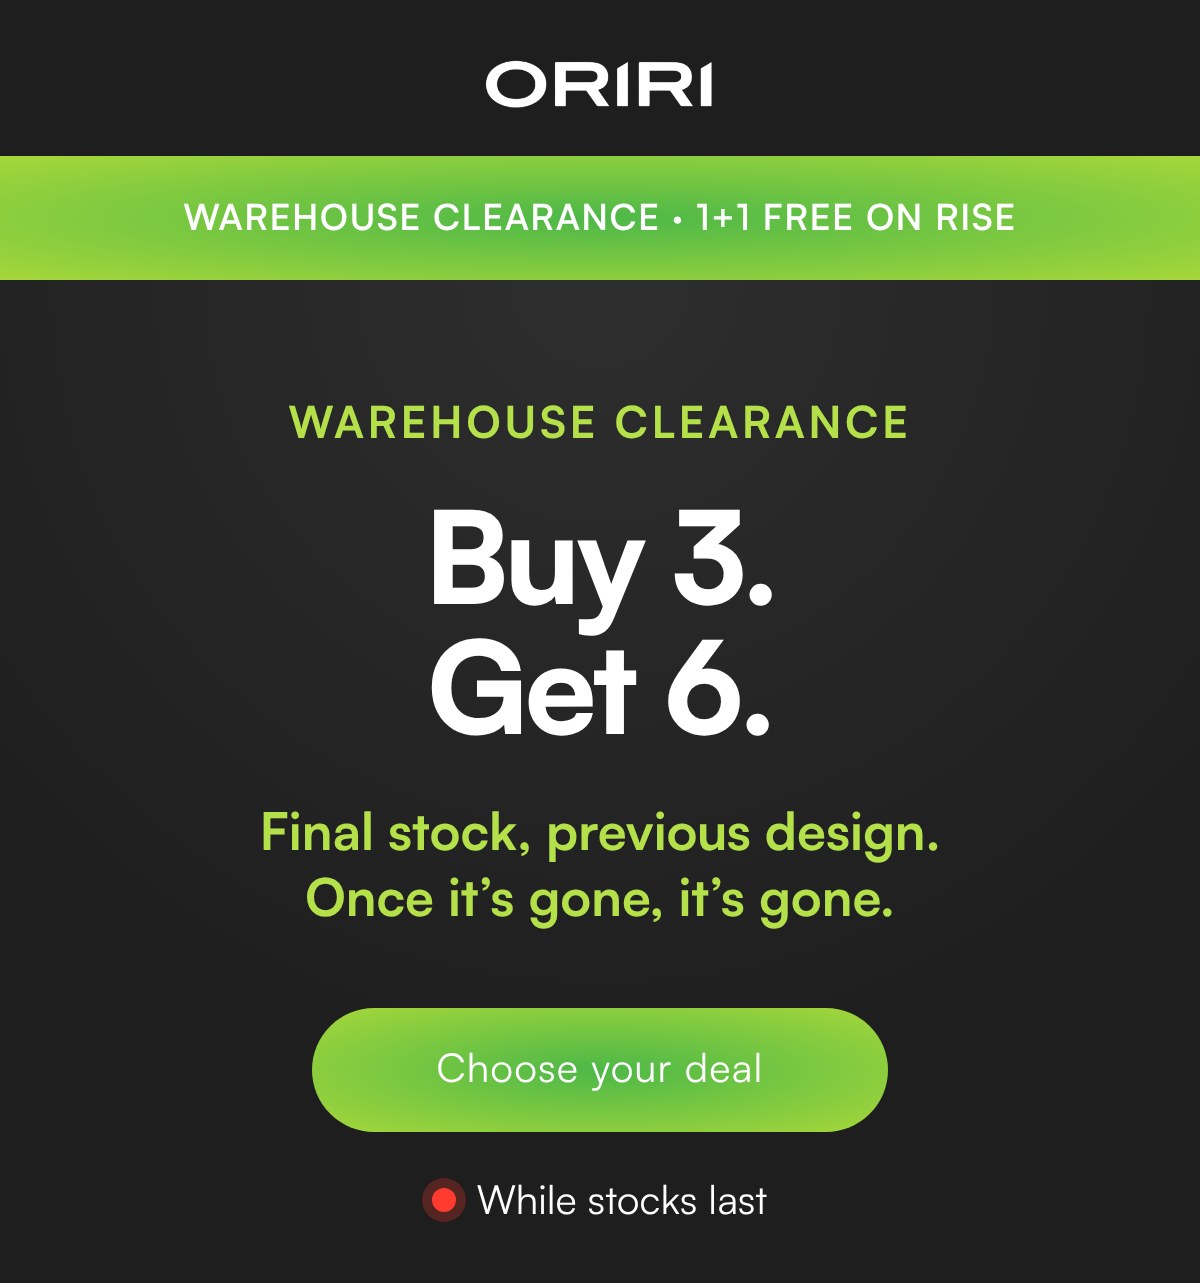 ORIRI
WAREHOUSE CLEARANCE · 1+1 FREE ON RISE
WAREHOUSE CLEARANCE
Buy 3.
Get 6.
Final stock, previous design.
Once it’s gone, it’s gone.
Choose your deal
While stocks last